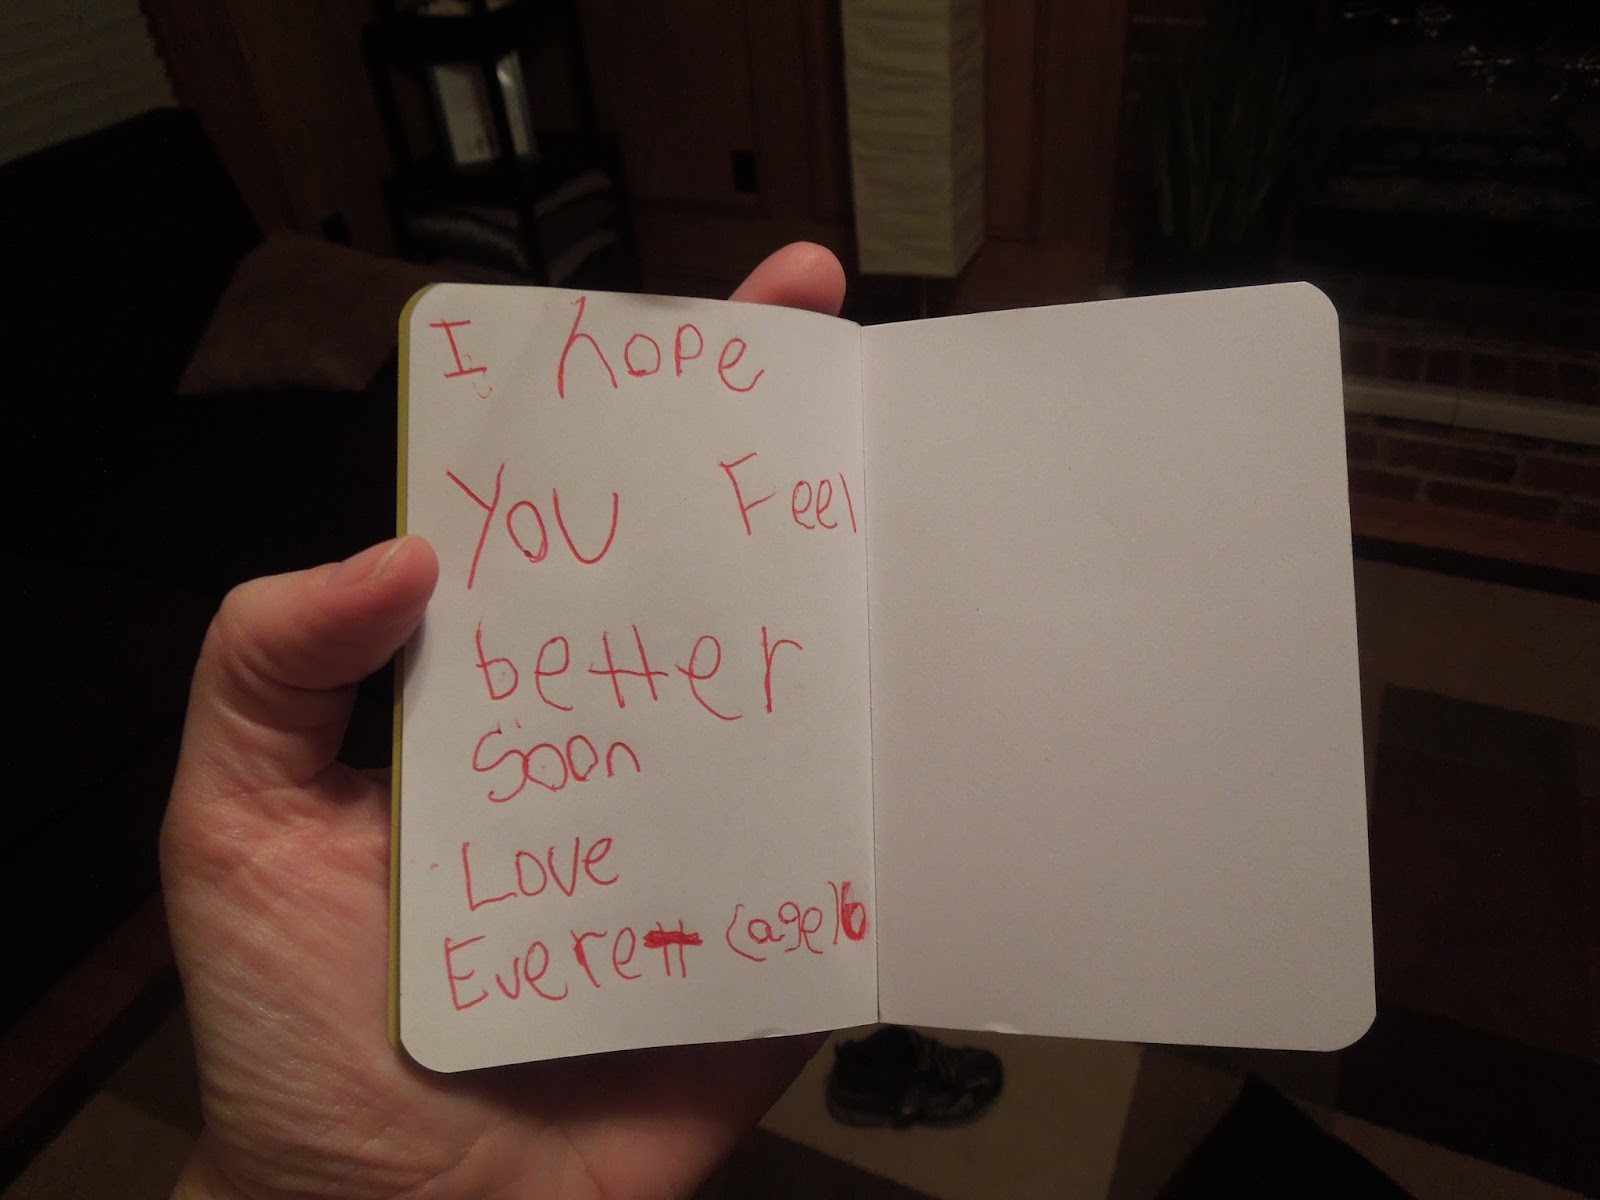 I hope
You Feel
better
Soon
Love
Everett (age) 6